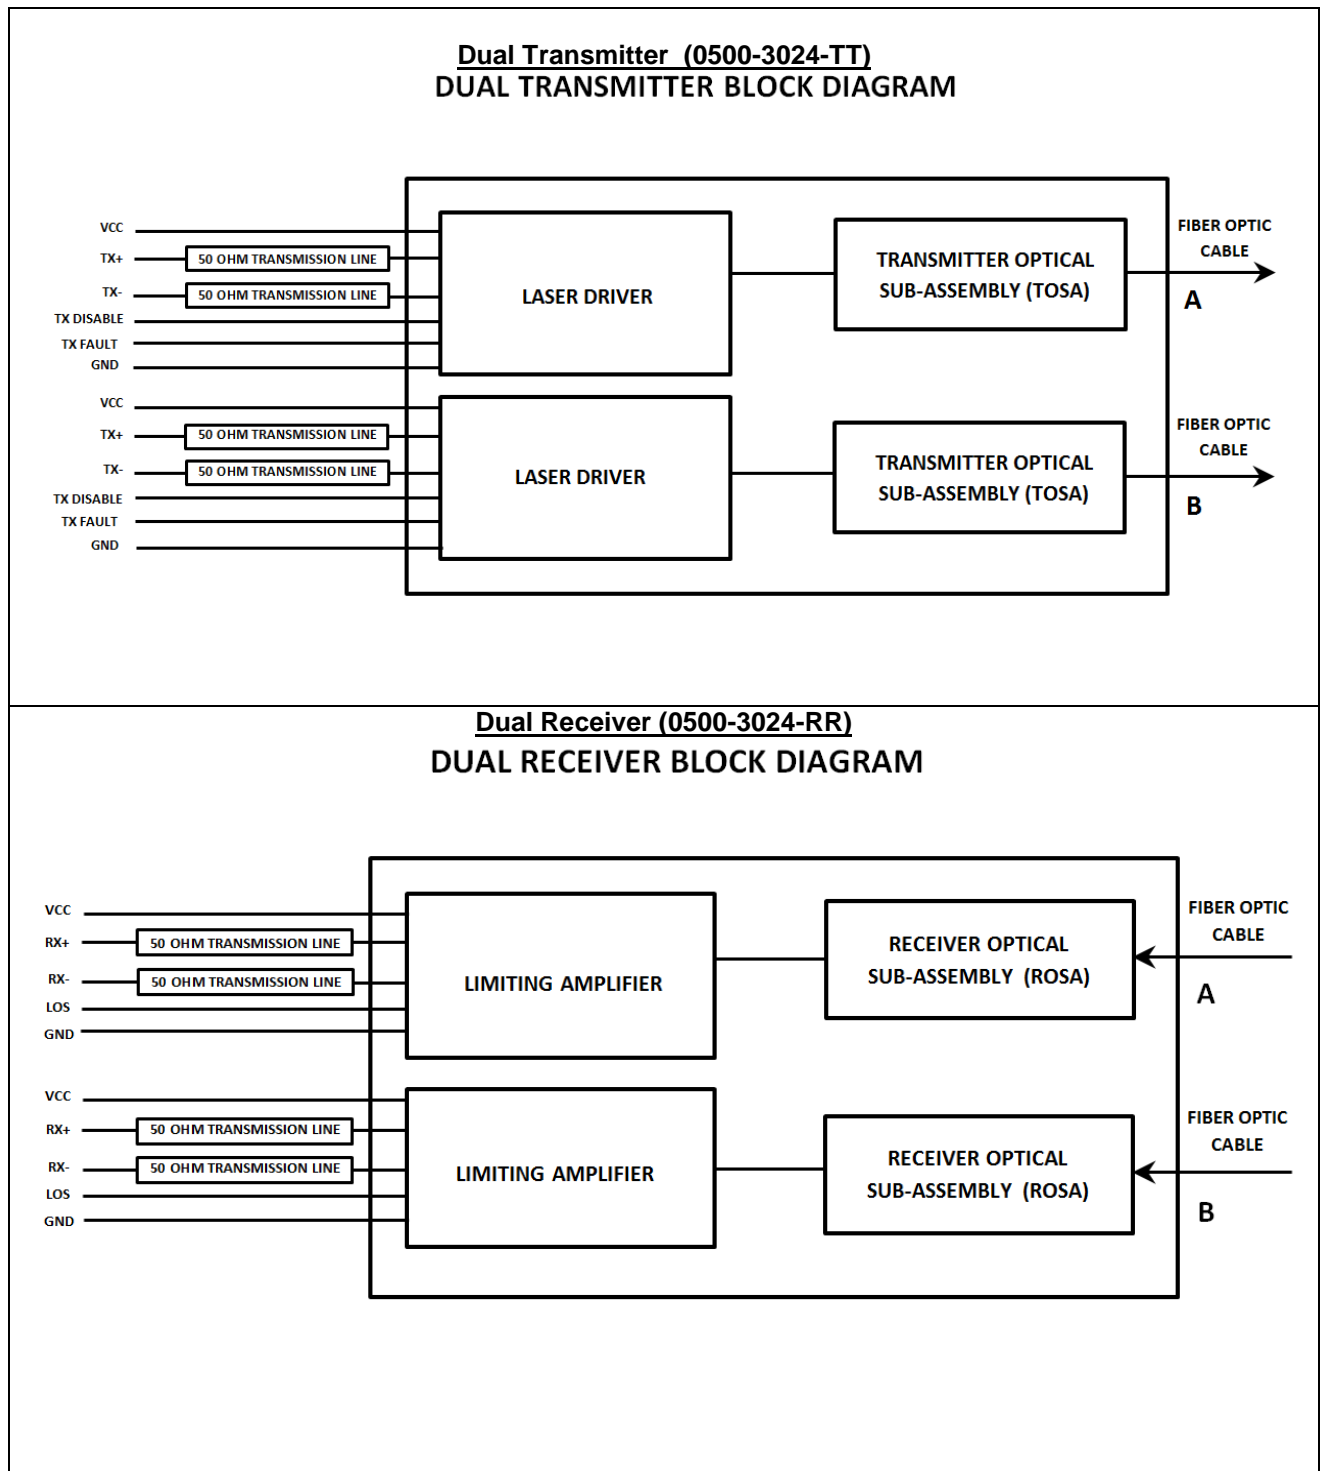 Dual Transmitter (0500-3024-TT)
DUAL TRANSMITTER BLOCK DIAGRAM
VCC
TX+
50 OHM TRANSMISSION LINE
TX-
50 OHM TRANSMISSION LINE
TX DISABLE
TX FAULT
GND
LASER DRIVER
TRANSMITTER OPTICAL
SUB-ASSEMBLY (TOSA)
FIBER OPTIC
CABLE
A
VCC
TX+
50 OHM TRANSMISSION LINE
TX-
50 OHM TRANSMISSION LINE
TX DISABLE
TX FAULT
GND
LASER DRIVER
TRANSMITTER OPTICAL
SUB-ASSEMBLY (TOSA)
FIBER OPTIC
CABLE
B
Dual Receiver (0500-3024-RR)
DUAL RECEIVER BLOCK DIAGRAM
VCC
RX+
50 OHM TRANSMISSION LINE
RX-
50 OHM TRANSMISSION LINE
LOS
GND
LIMITING AMPLIFIER
RECEIVER OPTICAL
SUB-ASSEMBLY (ROSA)
FIBER OPTIC
CABLE
A
VCC
RX+
50 OHM TRANSMISSION LINE
RX-
50 OHM TRANSMISSION LINE
LOS
GND
LIMITING AMPLIFIER
RECEIVER OPTICAL
SUB-ASSEMBLY (ROSA)
FIBER OPTIC
CABLE
B